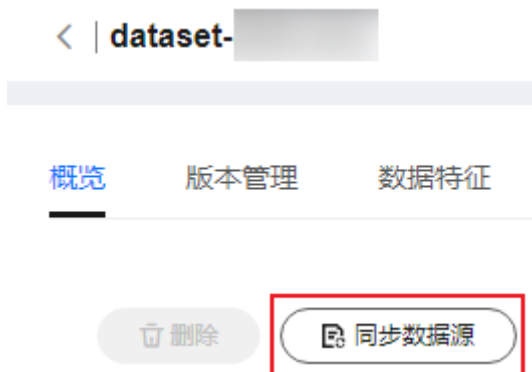 < | dataset-
概览 版本管理 数据特征
删除 同步数据源